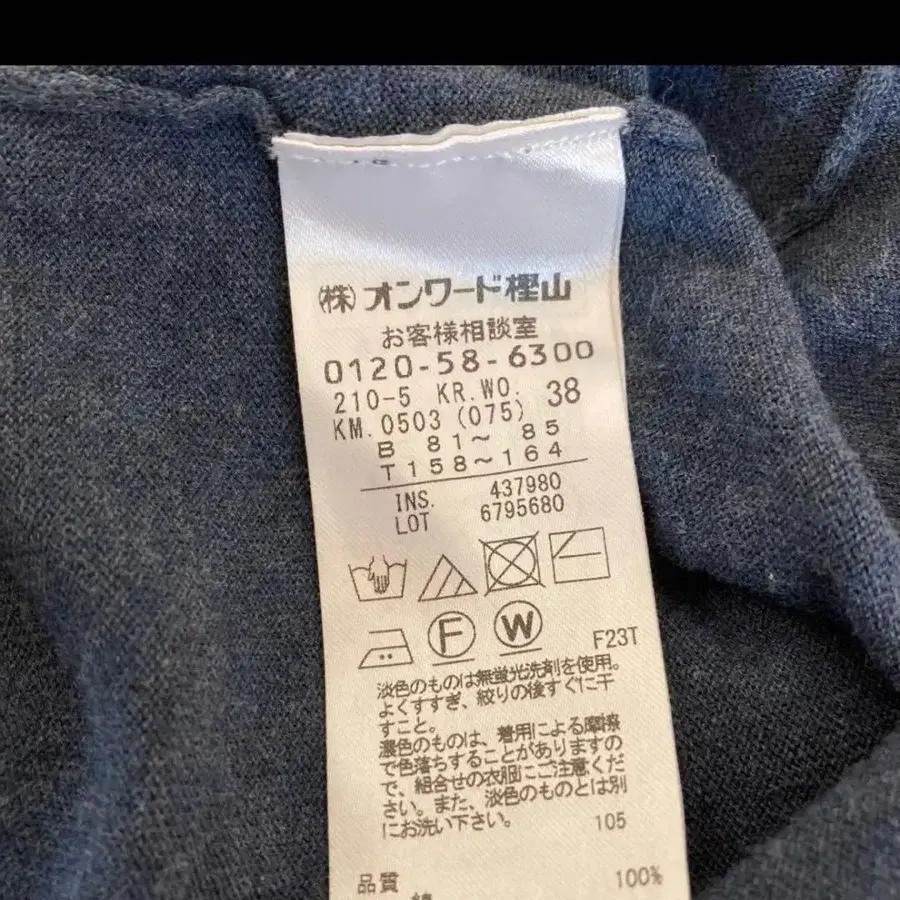 (株)オンワード樫山
お客様相談室
0120-58-6300
210-5 KR.WO. 38
KM.0503 (075)
B 81～ 85
T 158～164
INS. 437980
LOT 6795680
F W F23T
淡色のものは無蛍光洗剤を使用。
よくすすぎ、絞りの後すぐに干
すこと。
濃色のものは、着用による摩擦
で色落ちすることがありますの
で、組合せの衣服にご注意くだ
さい。また、淡色のものとは別
にお洗い下さい。 105
品質 100%
綿